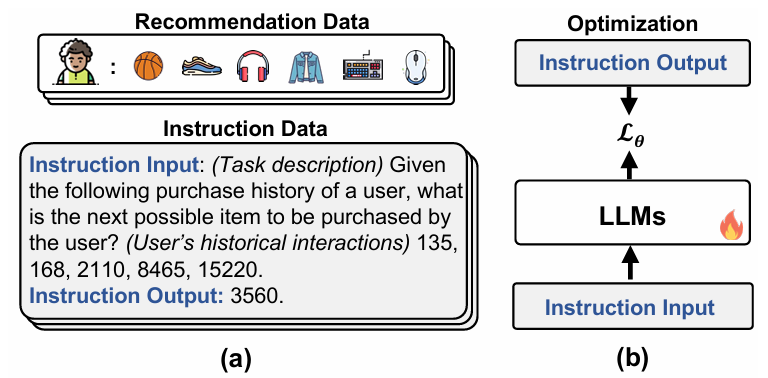 Recommendation Data
:
Instruction Data
Instruction Input: (Task description) Given
the following purchase history of a user, what
is the next possible item to be purchased by
the user? (User's historical interactions) 135,
168, 2110, 8465, 15220.
Instruction Output: 3560.
(a)
Optimization
Instruction Output
ℒθ
LLMs
Instruction Input
(b)